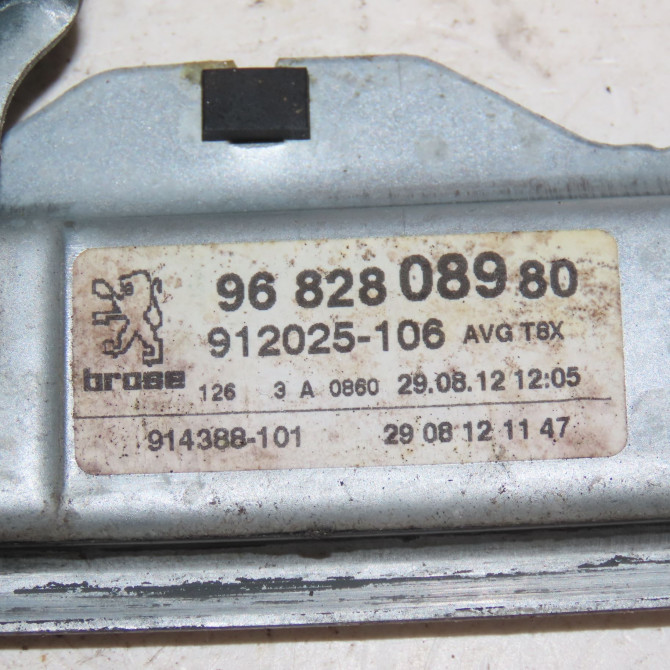 96 828 089 80
912025-106 AVG T8X
brose 126 3 A 0860 29.08.12 12:05
914388-101 29 08 12 11 47